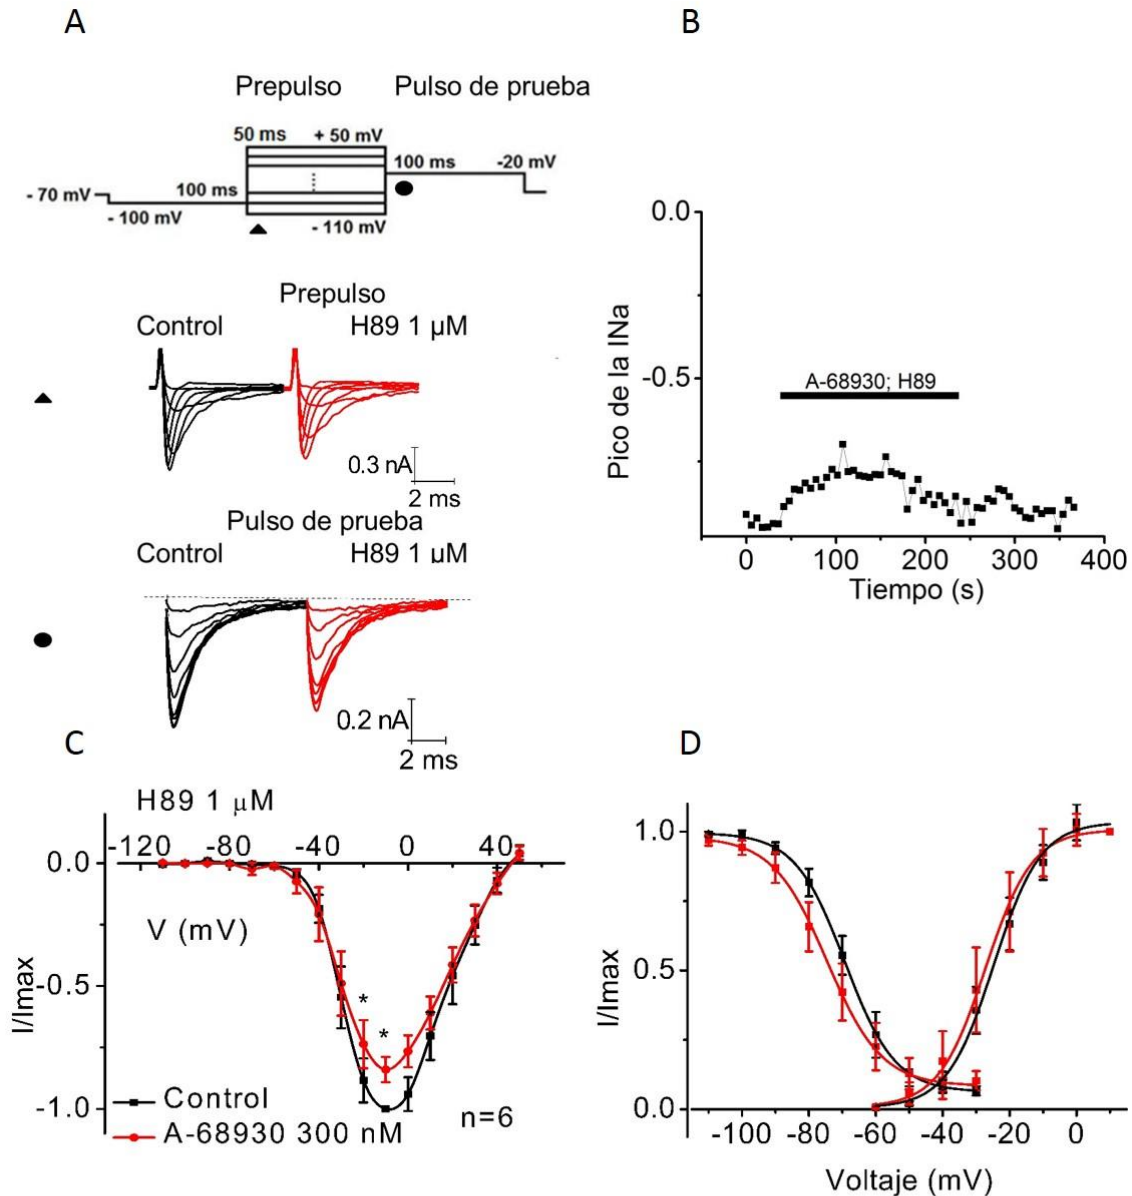 A
Prepulso Pulso de prueba
50 ms + 50 mV
100 ms -20 mV
- 70 mV 100 ms
- 100 mV - 110 mV
Prepulso
Control H89 1 µM
0.3 nA
2 ms
Pulso de prueba
Control H89 1 µM
0.2 nA
2 ms
B
0.0
-0.5
Pico de la INa
A-68930; H89
0 100 200 300 400
Tiempo (s)
C
H89 1 µM
-120 -80 -40 0 40
0.0
-0.5
-1.0
V (mV)
I/Imax
* *
Control
A-68930 300 nM
n=6
D
1.0
0.5
0.0
I/Imax
-100 -80 -60 -40 -20 0
Voltaje (mV)